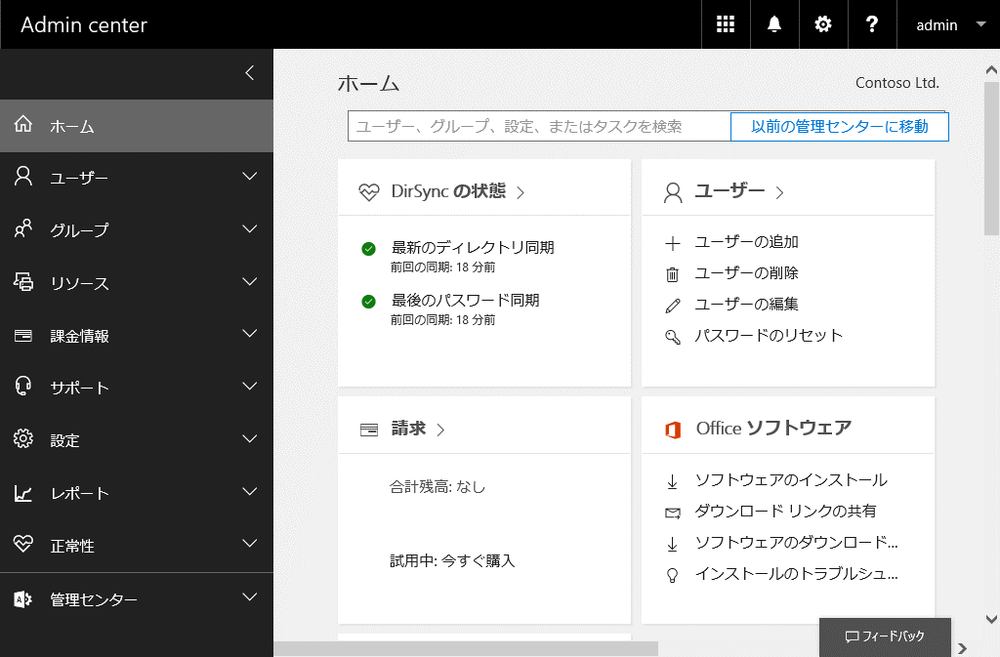 Admin center
admin
ホーム
ユーザー
グループ
リソース
課金情報
サポート
設定
レポート
正常性
管理センター
ホーム
Contoso Ltd.
ユーザー、グループ、設定、またはタスクを検索
以前の管理センターに移動
DirSync の状態
最新のディレクトリ同期
前回の同期: 18 分前
最後のパスワード同期
前回の同期: 18 分前
ユーザー
ユーザーの追加
ユーザーの削除
ユーザーの編集
パスワードのリセット
請求
合計残高: なし
試用中: 今すぐ購入
Office ソフトウェア
ソフトウェアのインストール
ダウンロード リンクの共有
ソフトウェアのダウンロード...
インストールのトラブルシュ...
フィードバック